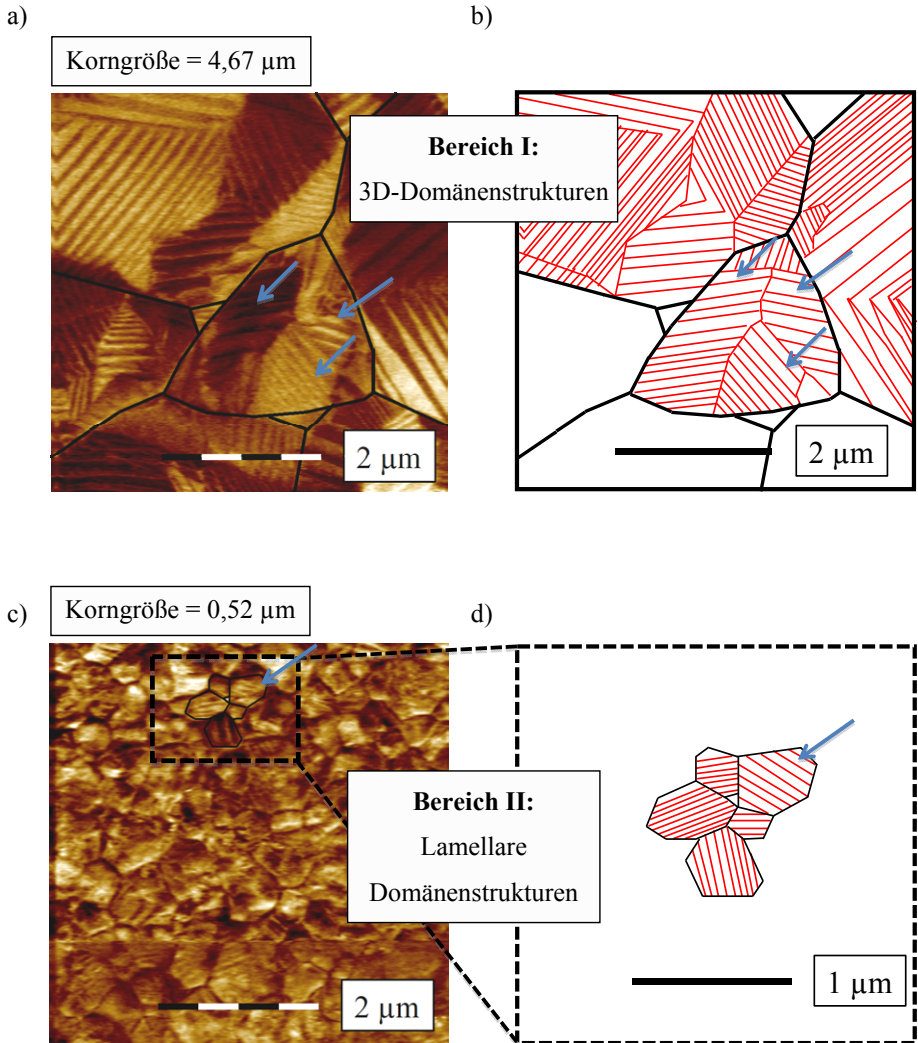 a)
b)
Korngröße = 4,67 µm
Bereich I:
3D-Domänenstrukturen
2 µm
2 µm
c)
Korngröße = 0,52 µm
d)
Bereich II:
Lamellare
Domänenstrukturen
2 µm
1 µm